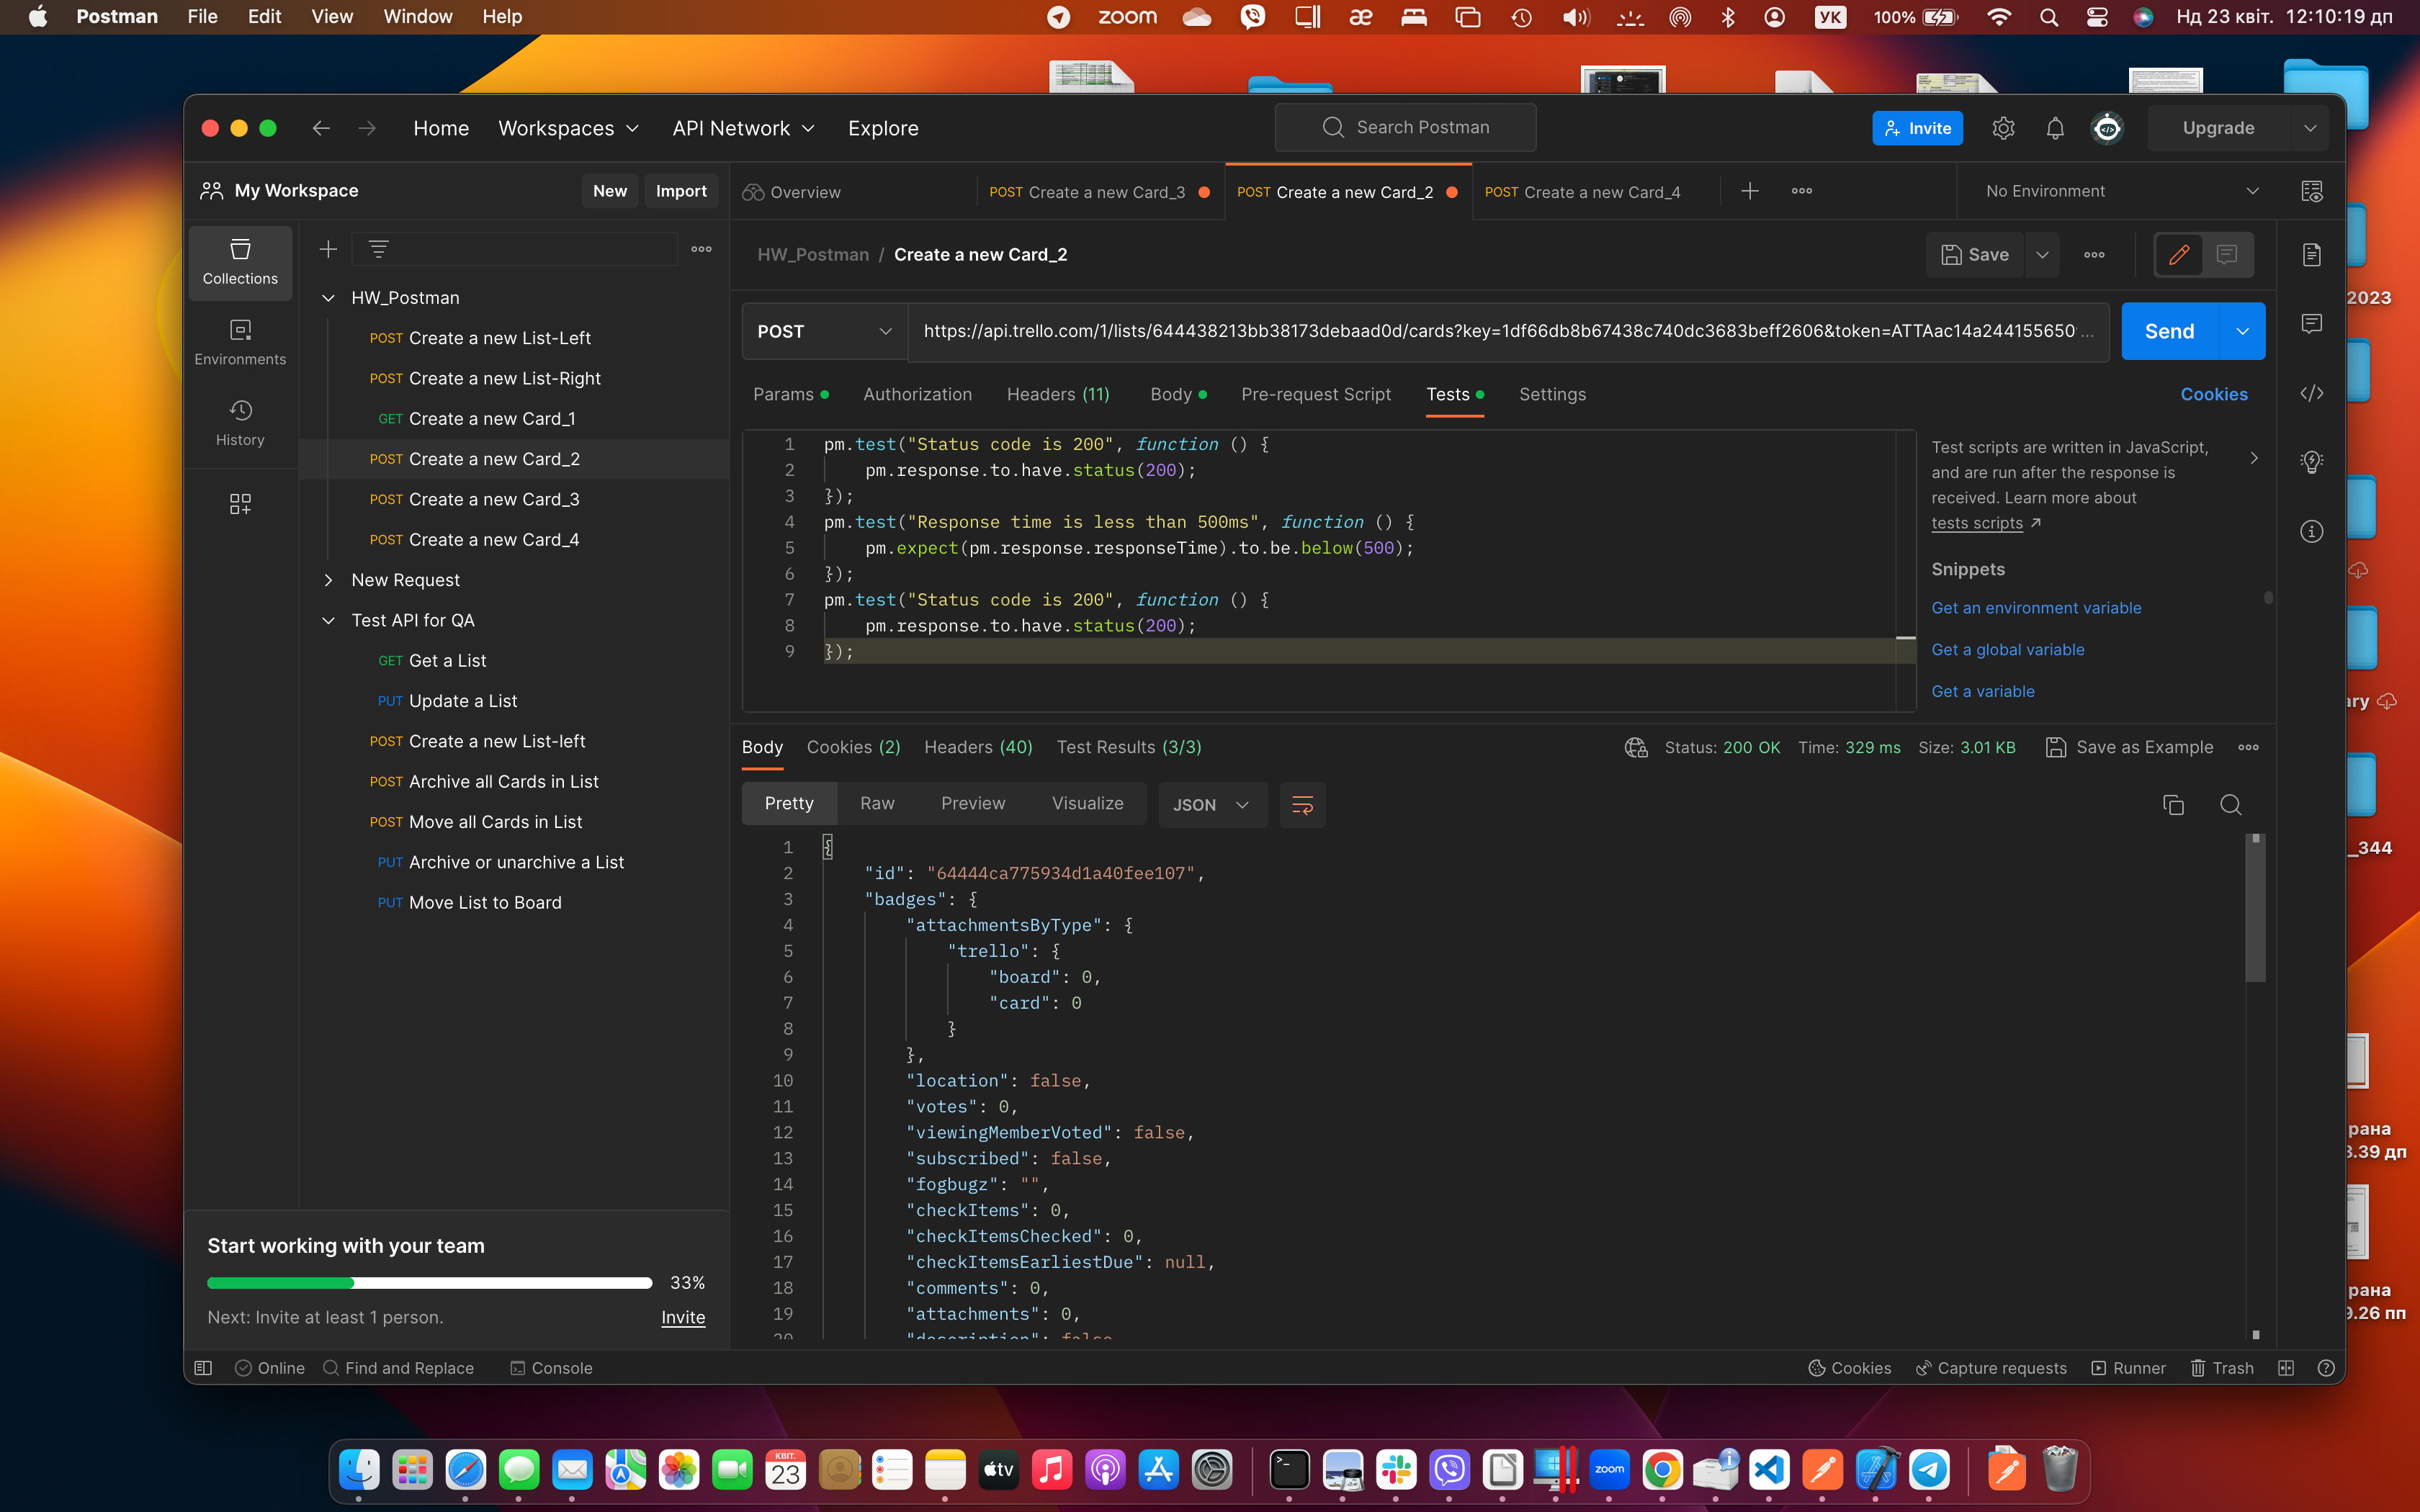 Postman File Edit View Window Help
zoom УК 100% Нд 23 квіт. 12:10:19 дп
Home Workspaces API Network Explore
Search Postman
Invite Upgrade
My Workspace New Import
Overview POST Create a new Card_3 POST Create a new Card_2 POST Create a new Card_4
No Environment
Collections
Environments
History
HW_Postman
POST Create a new List-Left
POST Create a new List-Right
GET Create a new Card_1
POST Create a new Card_2
POST Create a new Card_3
POST Create a new Card_4
New Request
Test API for QA
GET Get a List
PUT Update a List
POST Create a new List-left
POST Archive all Cards in List
POST Move all Cards in List
PUT Archive or unarchive a List
PUT Move List to Board
Start working with your team
33%
Next: Invite at least 1 person. Invite
HW_Postman / Create a new Card_2
Save
POST https://api.trello.com/1/lists/644438213bb38173debaad0d/cards?key=1df66db8b67438c740dc3683beff2606&token=ATTAac14a244155650 ...
Send
Params Authorization Headers (11) Body Pre-request Script Tests Settings Cookies
1 pm.test("Status code is 200", function () {
2 pm.response.to.have.status(200);
3 });
4 pm.test("Response time is less than 500ms", function () {
5 pm.expect(pm.response.responseTime).to.be.below(500);
6 });
7 pm.test("Status code is 200", function () {
8 pm.response.to.have.status(200);
9 });
Test scripts are written in JavaScript,
and are run after the response is
received. Learn more about
tests scripts ↗
Snippets
Get an environment variable
Get a global variable
Get a variable
Body Cookies (2) Headers (40) Test Results (3/3)
Status: 200 OK Time: 329 ms Size: 3.01 KB Save as Example
Pretty Raw Preview Visualize JSON
1 {
2 "id": "64444ca775934d1a40fee107",
3 "badges": {
4 "attachmentsByType": {
5 "trello": {
6 "board": 0,
7 "card": 0
8 }
9 },
10 "location": false,
11 "votes": 0,
12 "viewingMemberVoted": false,
13 "subscribed": false,
14 "fogbugz": "",
15 "checkItems": 0,
16 "checkItemsChecked": 0,
17 "checkItemsEarliestDue": null,
18 "comments": 0,
19 "attachments": 0,
20 "description": false
Online Find and Replace Console
Cookies Capture requests Runner Trash
2023
ary
_344
рана
3.39 дп
рана
9.26 пп
КВІТ.
23
tv
zoom